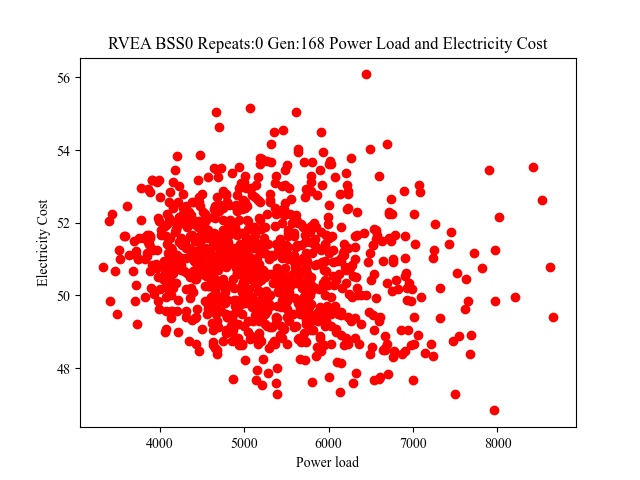 RVEA BSS0 Repeats:0 Gen:168 Power Load and Electricity Cost
56
54
52
50
48
Electricity Cost
4000 5000 6000 7000 8000
Power load